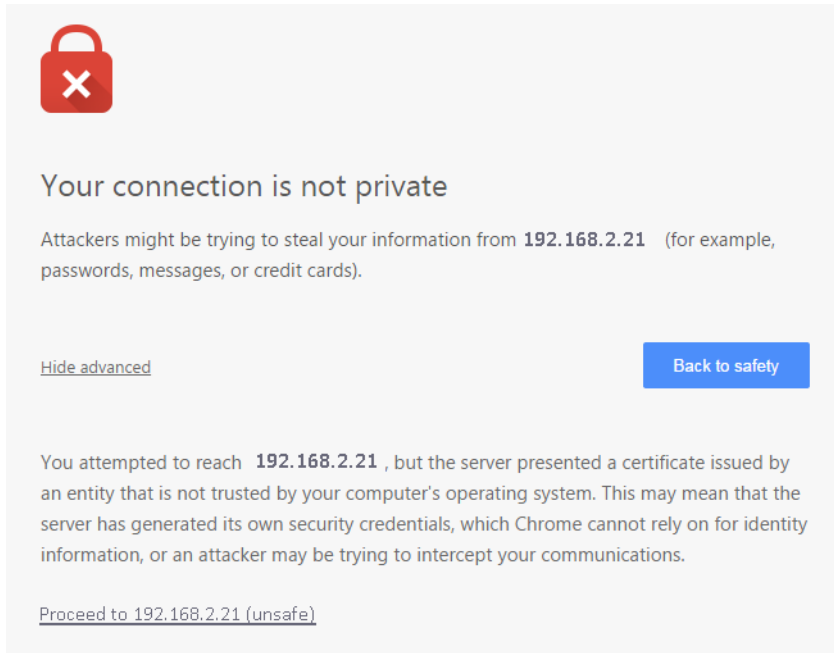 Your connection is not private
Attackers might be trying to steal your information from 192.168.2.21 (for example,
passwords, messages, or credit cards).
Hide advanced
Back to safety
You attempted to reach 192.168.2.21 , but the server presented a certificate issued by
an entity that is not trusted by your computer's operating system. This may mean that the
server has generated its own security credentials, which Chrome cannot rely on for identity
information, or an attacker may be trying to intercept your communications.
Proceed to 192.168.2.21 (unsafe)